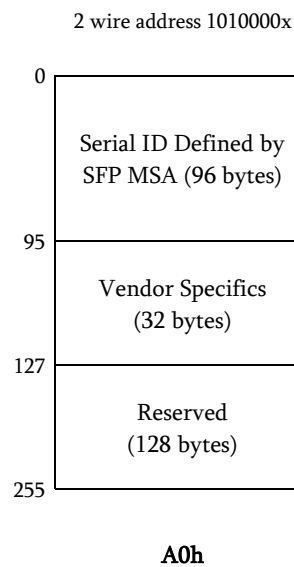 2 wire address 1010000x
0
Serial ID Defined by
SFP MSA (96 bytes)
95
Vendor Specifics
(32 bytes)
127
Reserved
(128 bytes)
255
A0h